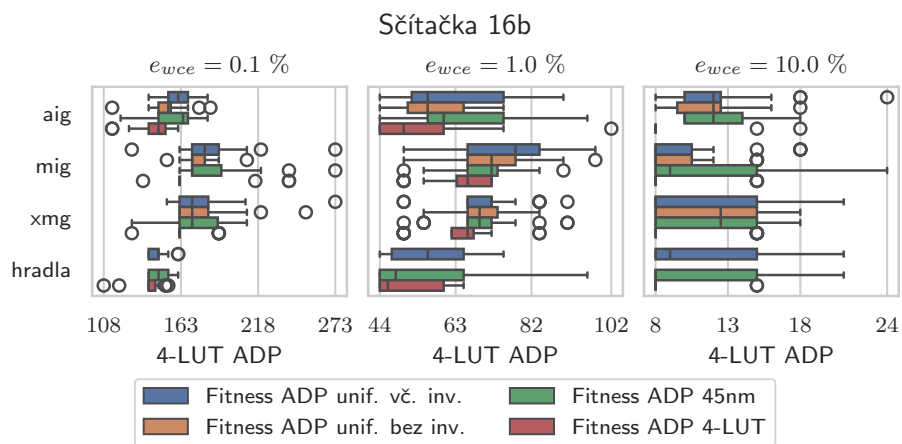 Sčítačka 16b
e_wce = 0.1 %
e_wce = 1.0 %
e_wce = 10.0 %
aig
mig
xmg
hradla
108 163 218 273
44 63 82 102
8 13 18 24
4-LUT ADP
4-LUT ADP
4-LUT ADP
Fitness ADP unif. vč. inv.
Fitness ADP unif. bez inv.
Fitness ADP 45nm
Fitness ADP 4-LUT